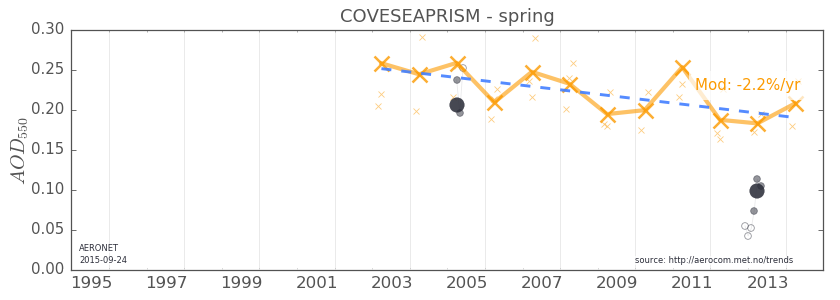 COVESEAPRISM - spring
0.30
0.25
0.20
0.15
0.10
0.05
0.00
AOD550
Mod: -2.2%/yr
AERONET
2015-09-24
source: http://aerocom.met.no/trends
1995 1997 1999 2001 2003 2005 2007 2009 2011 2013